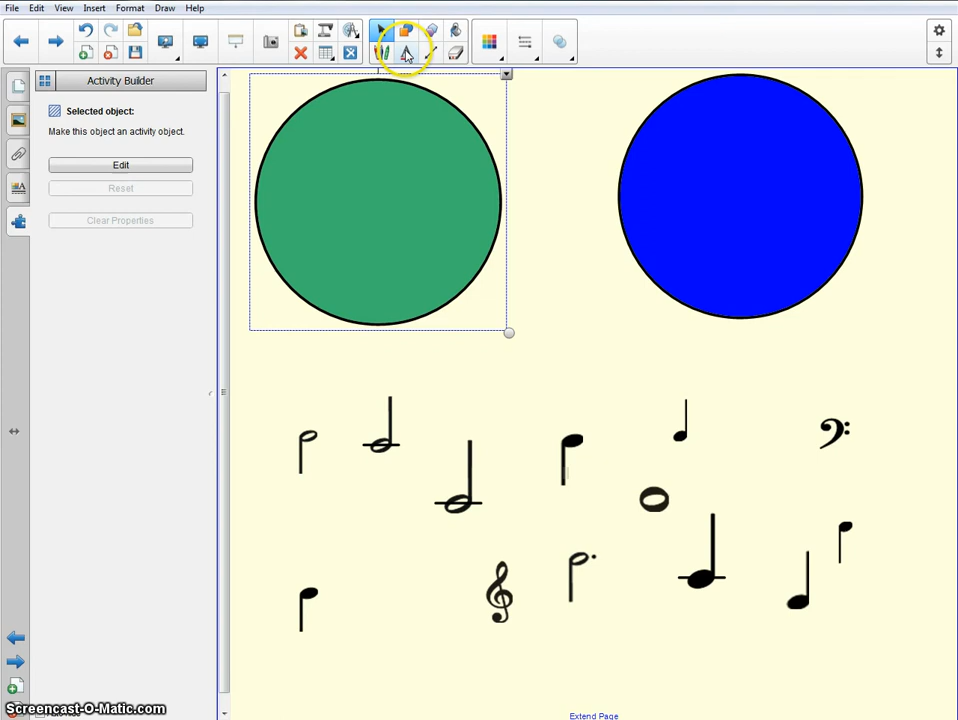 File Edit View Insert Format Draw Help
Activity Builder
Selected object:
Make this object an activity object.
Edit
Reset
Clear Properties
Extend Page
Screencast-O-Matic.com